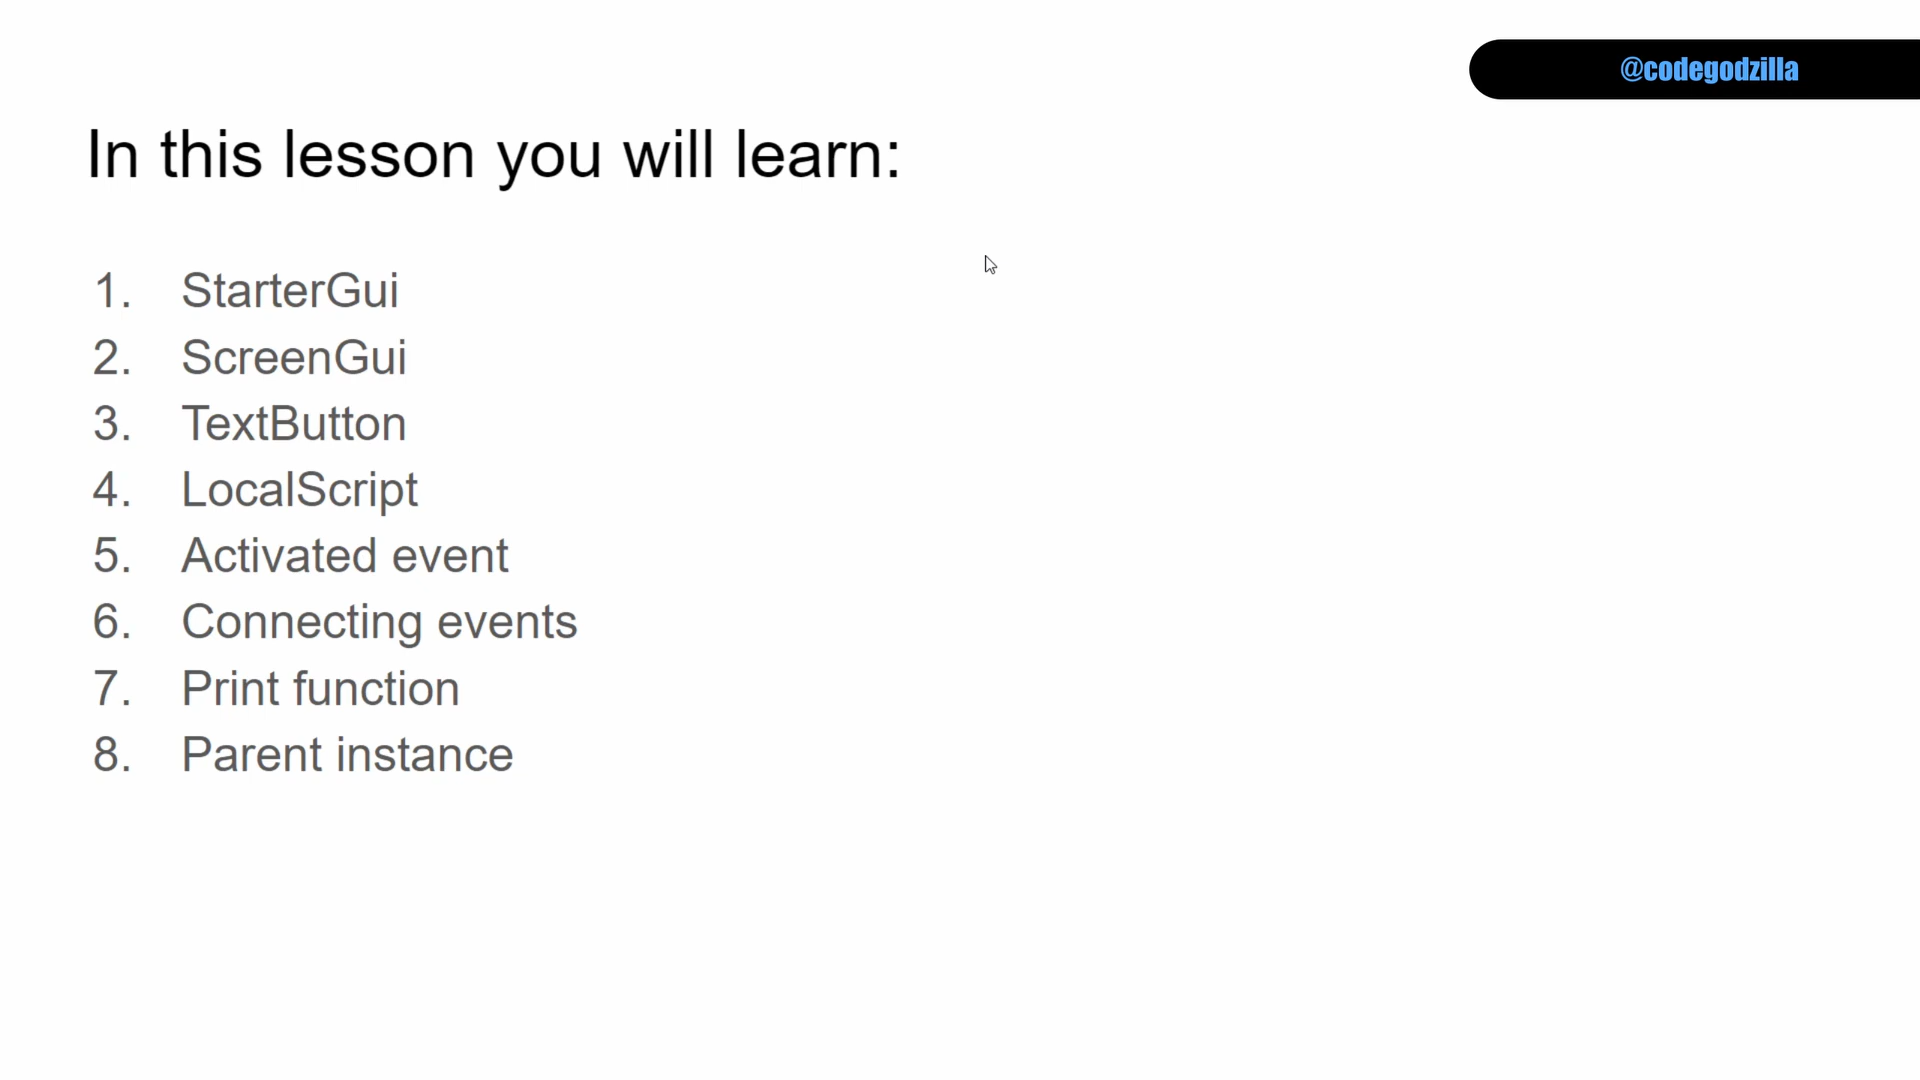 @codegodzilla
In this lesson you will learn:
1. StarterGui
2. ScreenGui
3. TextButton
4. LocalScript
5. Activated event
6. Connecting events
7. Print function
8. Parent instance